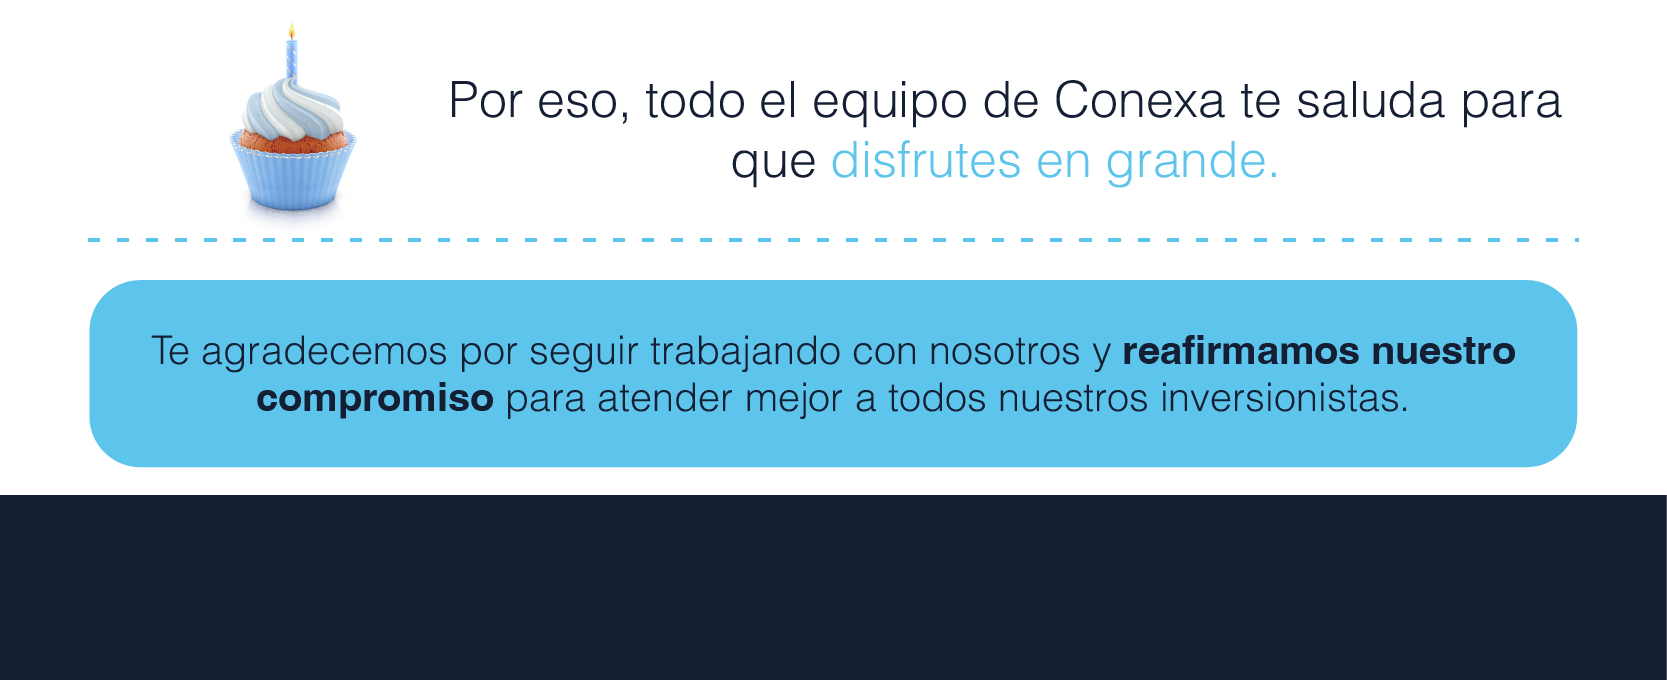 Por eso, todo el equipo de Conexa te saluda para
que disfrutes en grande.
Te agradecemos por seguir trabajando con nosotros y reafirmamos nuestro
compromiso para atender mejor a todos nuestros inversionistas.